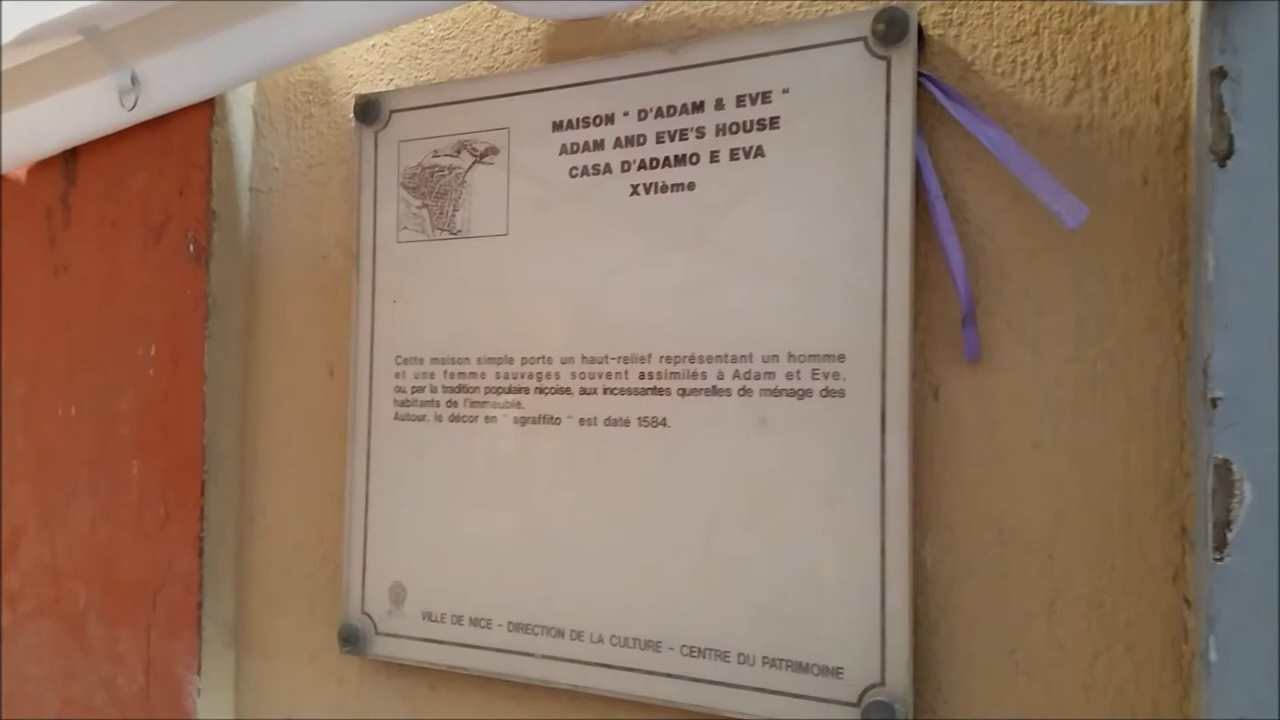 MAISON “ D'ADAM & EVE “
ADAM AND EVE'S HOUSE
CASA D'ADAMO E EVA
XVIème
Cette maison simple porte un haut-relief représentant un homme
et une femme sauvages souvent assimilés à Adam et Eve,
ou, par la tradition populaire niçoise, aux incessantes querelles de ménage des
habitants de l'immeuble.
Autour, le décor en “ sgraffito “ est daté 1584.
VILLE DE NICE - DIRECTION DE LA CULTURE - CENTRE DU PATRIMOINE